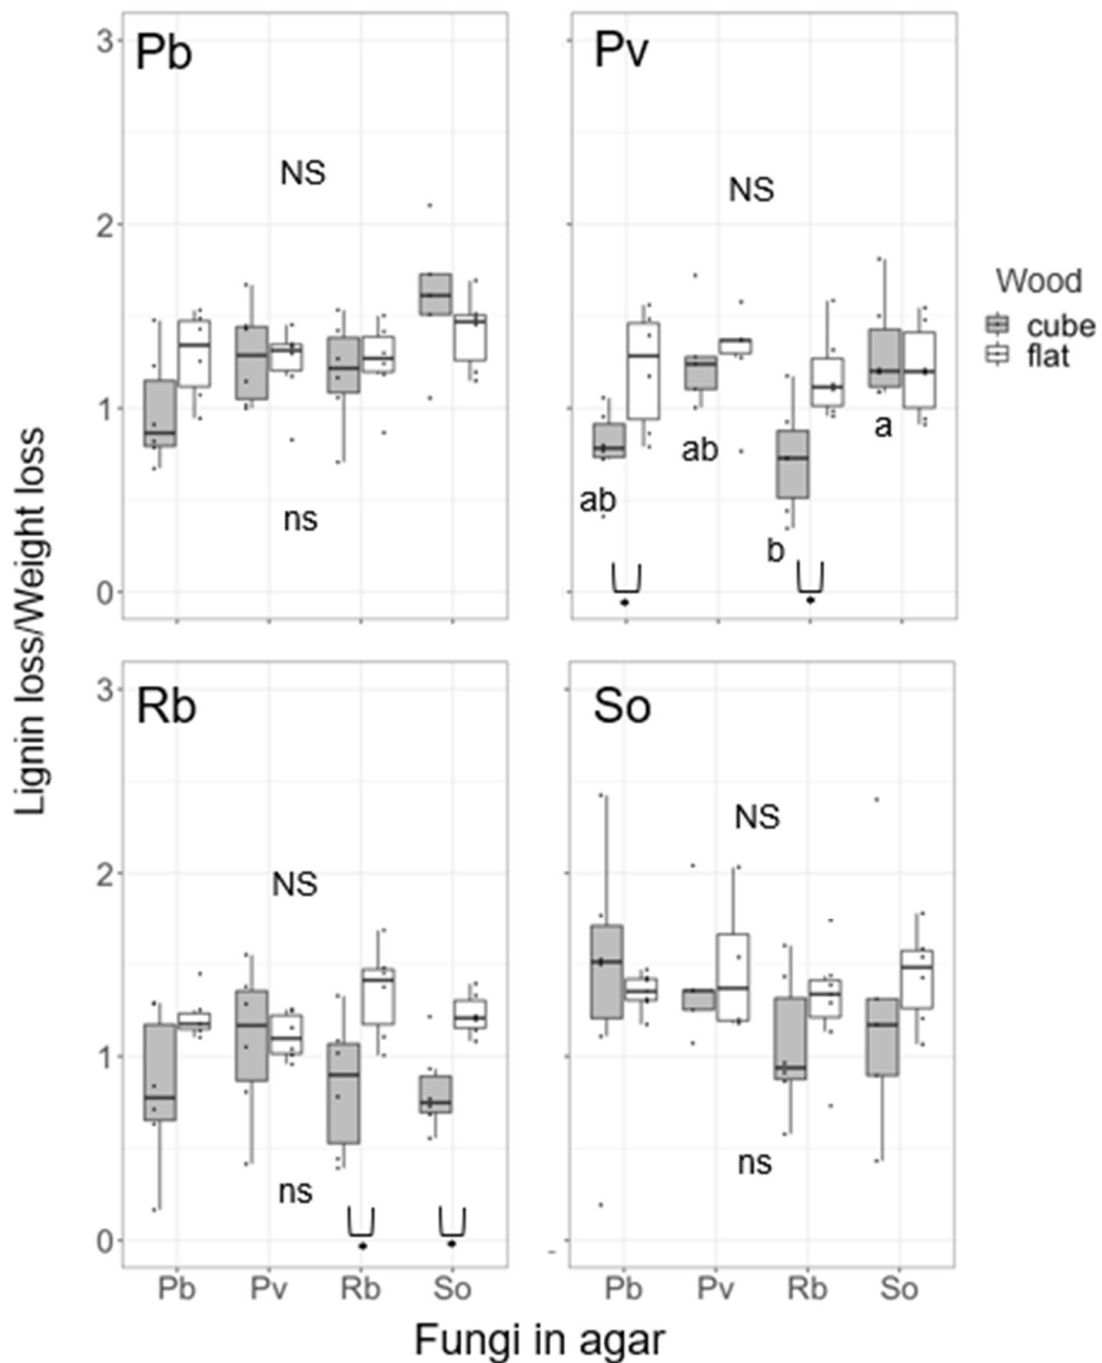 Pb
Pv
3
2
1
0
NS
NS
ns
ab
ab
b
a
Wood
cube
flat
Lignin loss/Weight loss
Rb
So
3
2
1
0
NS
NS
ns
ns
Pb Pv Rb So
Pb Pv Rb So
Fungi in agar